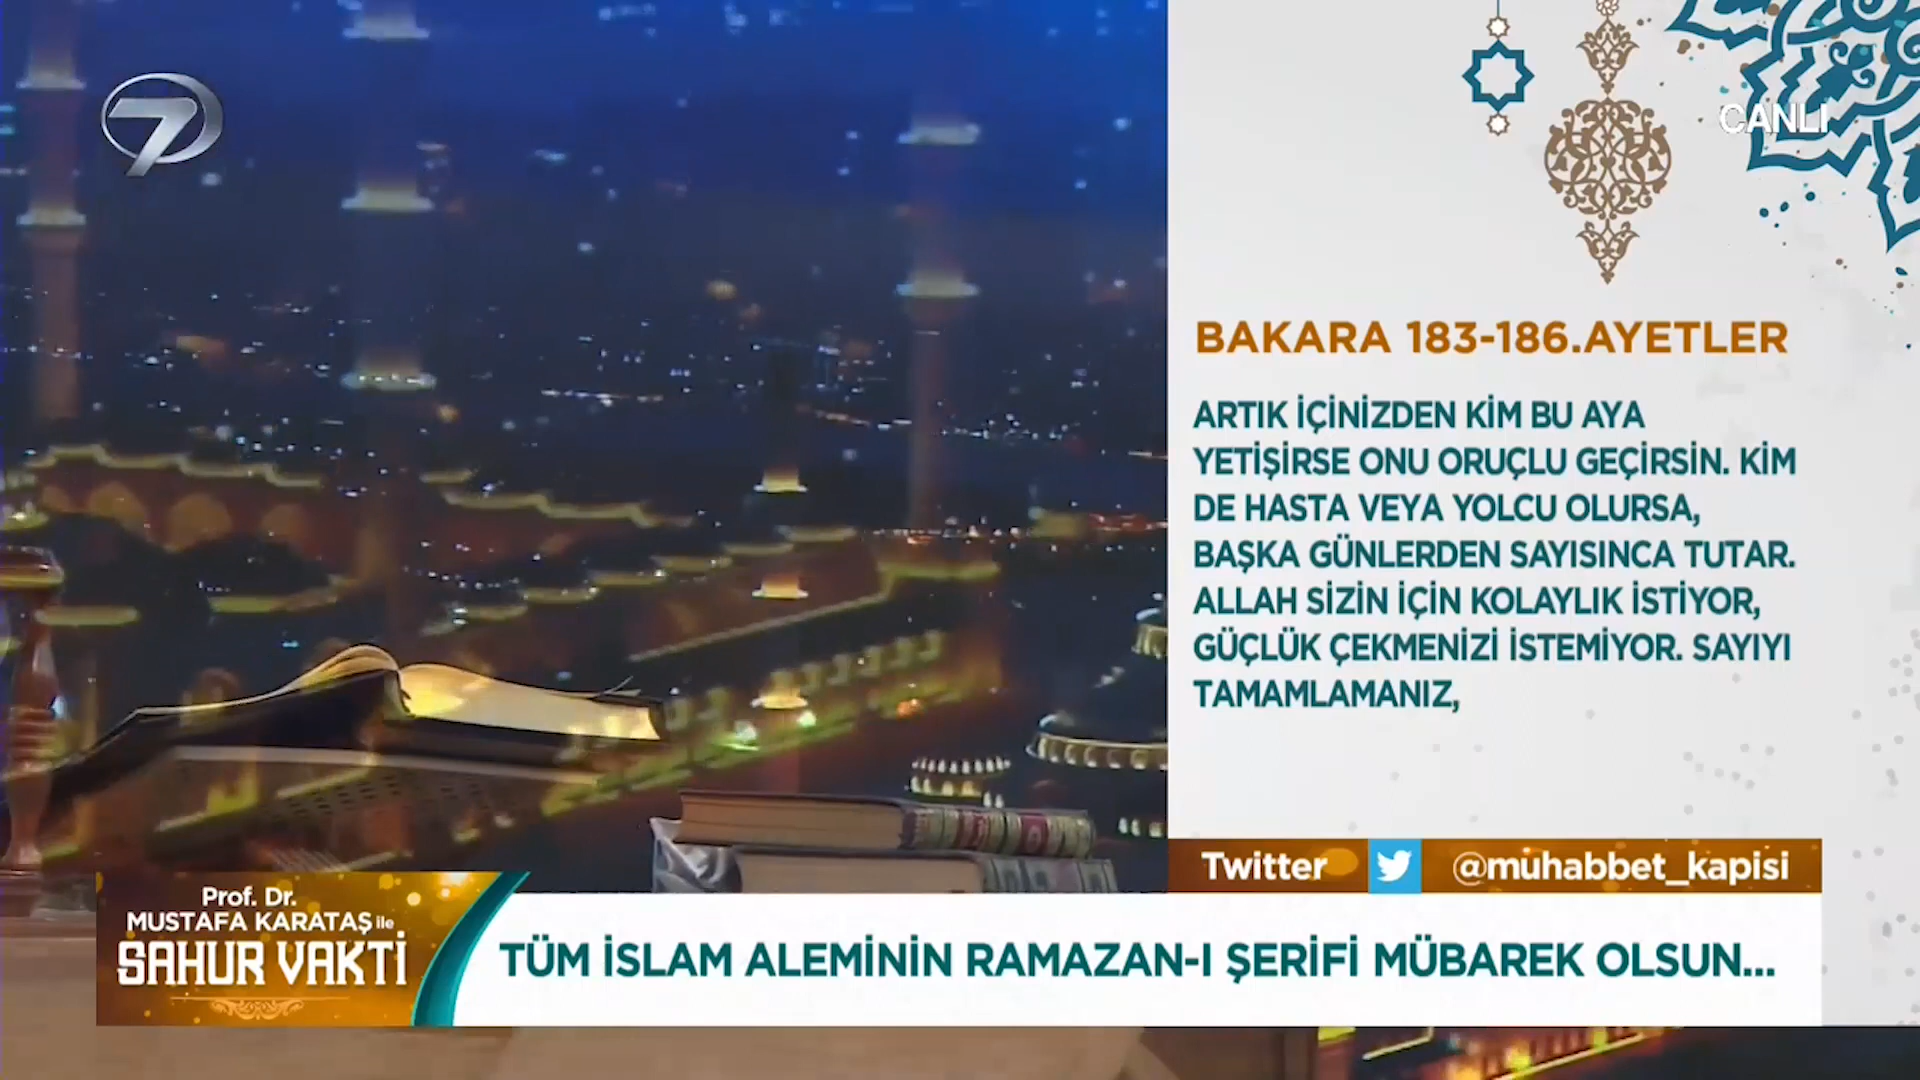 7
CANLI
BAKARA 183-186.AYETLER
ARTIK İÇİNİZDEN KİM BU AYA
YETİŞİRSE ONU ORUÇLU GEÇİRSİN. KİM
DE HASTA VEYA YOLCU OLURSA,
BAŞKA GÜNLERDEN SAYISINCA TUTAR.
ALLAH SİZİN İÇİN KOLAYLIK İSTİYOR,
GÜÇLÜK ÇEKMENİZİ İSTEMİYOR. SAYIYI
TAMAMLAMANIZ,
Twitter @muhabbet_kapisi
Prof. Dr.
MUSTAFA KARATAŞ ile
SAHUR VAKTİ
TÜM İSLAM ALEMİNİN RAMAZAN-I ŞERİFİ MÜBAREK OLSUN...